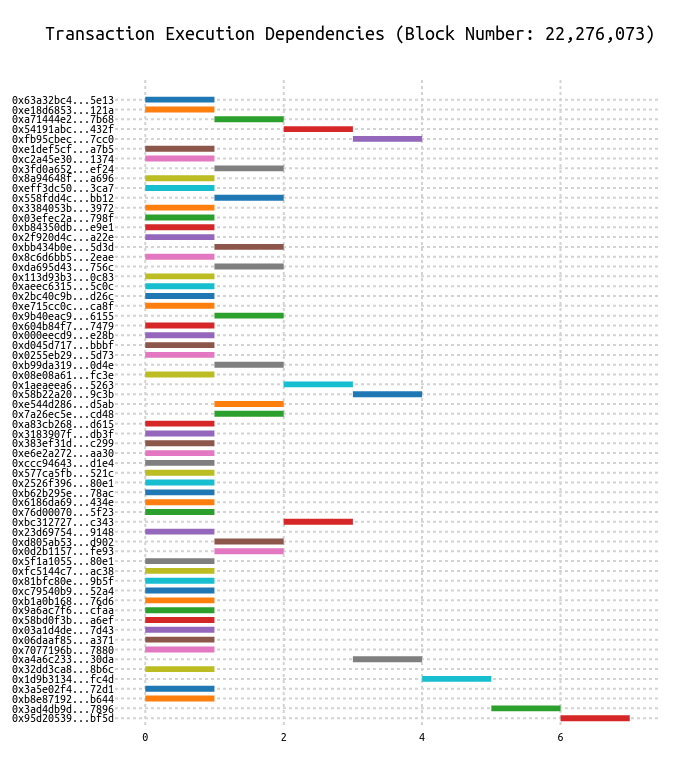 Transaction Execution Dependencies (Block Number: 22,276,073)
0x63a32bc4...5e13
0xe18d6853...121a
0xa71444e2...7b68
0x54191abc...432f
0xfb95cbec...7cc0
0xe1def5cf...a7b5
0xc2a45e30...1374
0x3fd0a652...ef24
0x8a94648f...a696
0xeff3dc50...3ca7
0x558fdd4c...bb12
0x3384053b...3972
0x03efec2a...798f
0xb84350db...e9e1
0x2f920d4c...a22e
0xbb434b0e...5d3d
0x8c6d6bb5...2eae
0xda695d43...756c
0x113d93b3...0c83
0xaeec6315...5c0c
0x2bc40c9b...d26c
0xe715cc0c...ca8f
0x9b40eac9...6155
0x604b84f7...7479
0x000eecd9...e28b
0xd045d717...bbbf
0x0255eb29...5d73
0xb99da319...0d4e
0x08e08a61...fc3e
0x1aeaeea6...5263
0x58b22a20...9c3b
0xe544d286...d5ab
0x7a26ec5e...cd48
0xa83cb268...d615
0x3183907f...db3f
0x383ef31d...c299
0xe6e2a272...aa30
0xccc94643...d1e4
0x577ca5fb...521c
0x2526f396...80e1
0xb62b295e...78ac
0x6186da69...434e
0x76d00070...5f23
0xbc312727...c343
0x23d69754...9148
0xd805ab53...d902
0x0d2b1157...fe93
0x5f1a1055...80e1
0xfc5144c7...ac38
0x81bfc80e...9b5f
0xc79540b9...52a4
0xb1a0b168...76d6
0x9a6ac7f6...cfaa
0x58bd0f3b...a6ef
0x03a1d4de...7d43
0x06daaf85...a371
0x7077196b...7880
0xa4a6c233...30da
0x32dd3ca8...8b6c
0x1d9b3134...fc4d
0x3a5e02f4...72d1
0xb8e87192...b644
0x3ad4db9d...7896
0x95d20539...bf5d
0 2 4 6